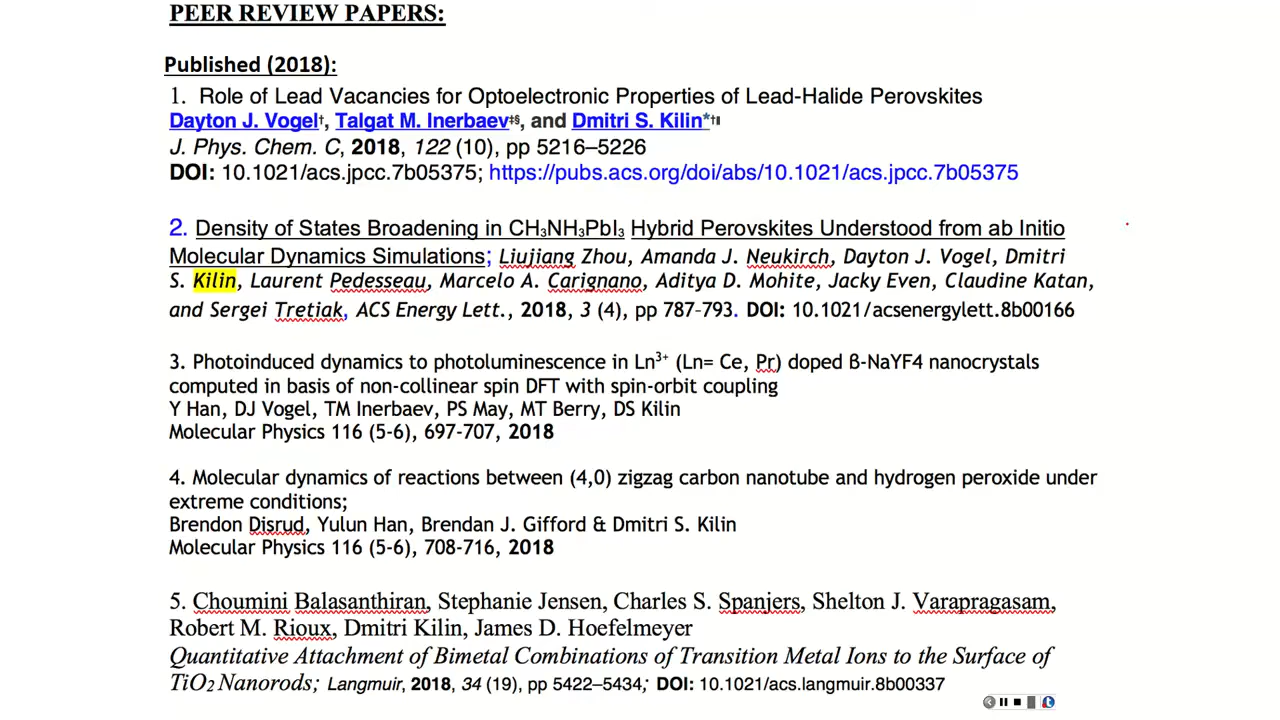 PEER REVIEW PAPERS:
Published (2018):
1. Role of Lead Vacancies for Optoelectronic Properties of Lead-Halide Perovskites
Dayton J. Vogel†, Talgat M. Inerbaev‡§, and Dmitri S. Kilin*†
J. Phys. Chem. C, 2018, 122 (10), pp 5216–5226
DOI: 10.1021/acs.jpcc.7b05375; https://pubs.acs.org/doi/abs/10.1021/acs.jpcc.7b05375
2. Density of States Broadening in CH₃NH₃PbI₃ Hybrid Perovskites Understood from ab Initio
Molecular Dynamics Simulations; Liujiang Zhou, Amanda J. Neukirch, Dayton J. Vogel, Dmitri
S. Kilin, Laurent Pedesseau, Marcelo A. Carignano, Aditya D. Mohite, Jacky Even, Claudine Katan,
and Sergei Tretiak, ACS Energy Lett., 2018, 3 (4), pp 787–793. DOI: 10.1021/acsenergylett.8b00166
3. Photoinduced dynamics to photoluminescence in Ln³⁺ (Ln= Ce, Pr) doped ß-NaYF4 nanocrystals
computed in basis of non-collinear spin DFT with spin-orbit coupling
Y Han, DJ Vogel, TM Inerbaev, PS May, MT Berry, DS Kilin
Molecular Physics 116 (5-6), 697-707, 2018
4. Molecular dynamics of reactions between (4,0) zigzag carbon nanotube and hydrogen peroxide under
extreme conditions;
Brendon Disrud, Yulun Han, Brendan J. Gifford & Dmitri S. Kilin
Molecular Physics 116 (5-6), 708-716, 2018
5. Choumini Balasanthiran, Stephanie Jensen, Charles S. Spanjers, Shelton J. Varapragasam,
Robert M. Rioux, Dmitri Kilin, James D. Hoefelmeyer
Quantitative Attachment of Bimetal Combinations of Transition Metal Ions to the Surface of
TiO₂ Nanorods; Langmuir, 2018, 34 (19), pp 5422–5434; DOI: 10.1021/acs.langmuir.8b00337